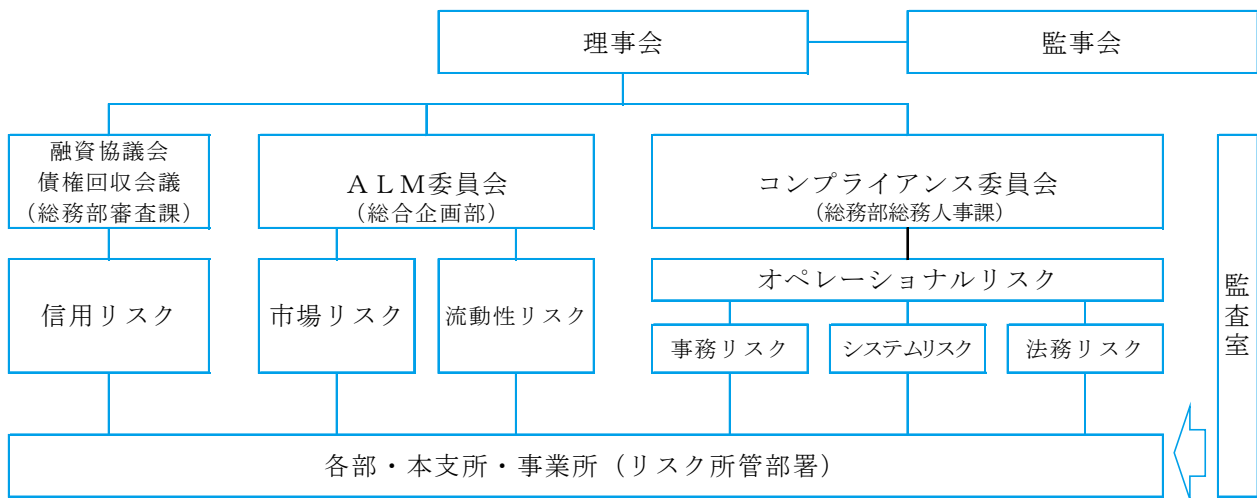 理事会
監事会
融資協議会
債権回収会議
（総務部審査課）
ＡＬＭ委員会
（総合企画部）
コンプライアンス委員会
（総務部総務人事課）
信用リスク
市場リスク
流動性リスク
オペレーショナルリスク
事務リスク
システムリスク
法務リスク
監査室
各部・本支所・事業所（リスク所管部署）